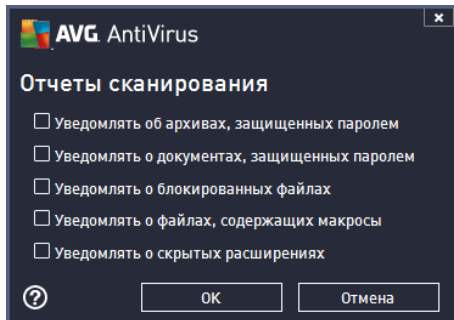 AVG. AntiVirus
Отчеты сканирования
Уведомлять об архивах, защищенных паролем
Уведомлять о документах, защищенных паролем
Уведомлять о блокированных файлах
Уведомлять о файлах, содержащих макросы
Уведомлять о скрытых расширениях
? ОК Отмена